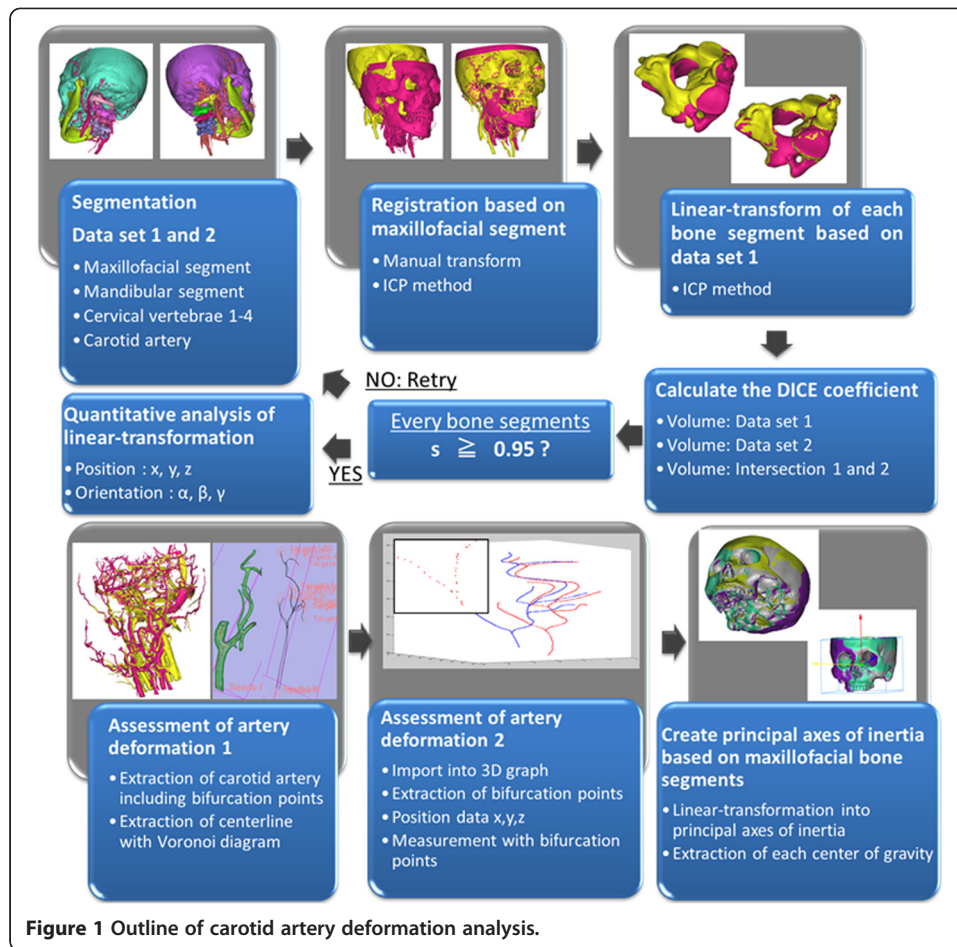 Segmentation
Data set 1 and 2
• Maxillofacial segment
• Mandibular segment
• Cervical vertebrae 1-4
• Carotid artery
Registration based on
maxillofacial segment
• Manual transform
• ICP method
Linear-transform of each
bone segment based on
data set 1
• ICP method
Calculate the DICE coefficient
• Volume: Data set 1
• Volume: Data set 2
• Volume: Intersection 1 and 2
Every bone segments
s ≧ 0.95 ?
NO: Retry
YES
Quantitative analysis of
linear-transformation
• Position : x, y, z
• Orientation : α, β, γ
Assessment of artery
deformation 1
• Extraction of carotid artery
including bifurcation points
• Extraction of centerline
with Voronoi diagram
Assessment of artery
deformation 2
• Import into 3D graph
• Extraction of bifurcation points
• Position data x,y,z
• Measurement with bifurcation
points
Create principal axes of inertia
based on maxillofacial bone
segments
• Linear-transformation into
principal axes of inertia
• Extraction of each center of gravity
Figure 1 Outline of carotid artery deformation analysis.